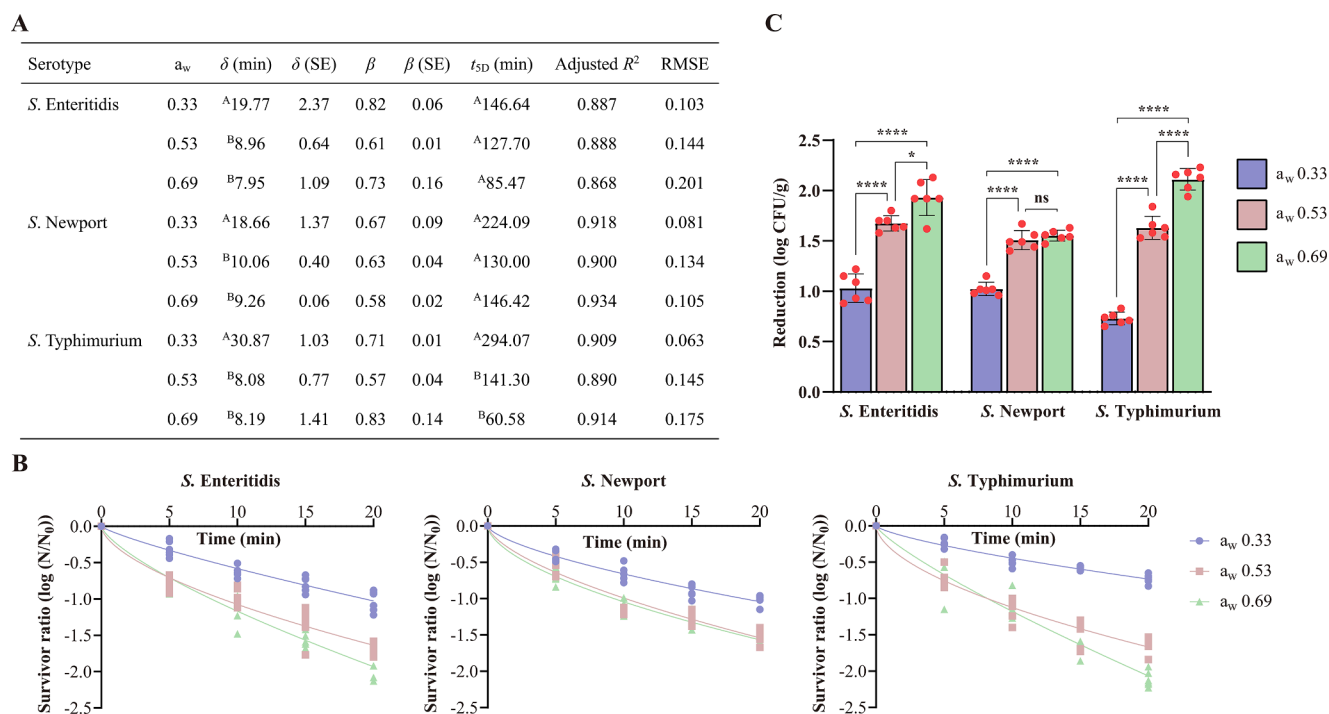 A
Serotype a_w δ (min) δ (SE) β β (SE) t_5D (min) Adjusted R² RMSE
S. Enteritidis 0.33 ᴬ19.77 2.37 0.82 0.06 ᴬ146.64 0.887 0.103
0.53 ᴮ8.96 0.64 0.61 0.01 ᴬ127.70 0.888 0.144
0.69 ᴮ7.95 1.09 0.73 0.16 ᴬ85.47 0.868 0.201
S. Newport 0.33 ᴬ18.66 1.37 0.67 0.09 ᴬ224.09 0.918 0.081
0.53 ᴮ10.06 0.40 0.63 0.04 ᴬ130.00 0.900 0.134
0.69 ᴮ9.26 0.06 0.58 0.02 ᴬ146.42 0.934 0.105
S. Typhimurium 0.33 ᴬ30.87 1.03 0.71 0.01 ᴬ294.07 0.909 0.063
0.53 ᴮ8.08 0.77 0.57 0.04 ᴮ141.30 0.890 0.145
0.69 ᴮ8.19 1.41 0.83 0.14 ᴮ60.58 0.914 0.175
C
Reduction (log CFU/g)
2.5
2.0
1.5
1.0
0.5
0.0
**** * ****
**** **** ns
**** **** ****
S. Enteritidis S. Newport S. Typhimurium
a_w 0.33
a_w 0.53
a_w 0.69
B
S. Enteritidis
Survivor ratio (log (N/N₀))
0.0
-0.5
-1.0
-1.5
-2.0
-2.5
0 5 10 15 20
Time (min)
S. Newport
Survivor ratio (log (N/N₀))
0.0
-0.5
-1.0
-1.5
-2.0
-2.5
0 5 10 15 20
Time (min)
S. Typhimurium
Survivor ratio (log (N/N₀))
0.0
-0.5
-1.0
-1.5
-2.0
-2.5
0 5 10 15 20
Time (min)
a_w 0.33
a_w 0.53
a_w 0.69